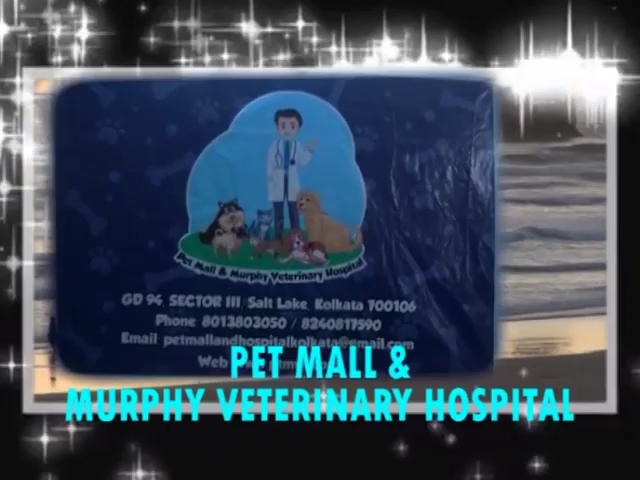 Pet Mall & Murphy Veterinary Hospital
GD 94, SECTOR III, Salt Lake, Kolkata 700106
Phone: 8013803050 / 8240817590
Email: petmallandhospitalkolkata@gmail.com
Web
PET MALL &
MURPHY VETERINARY HOSPITAL